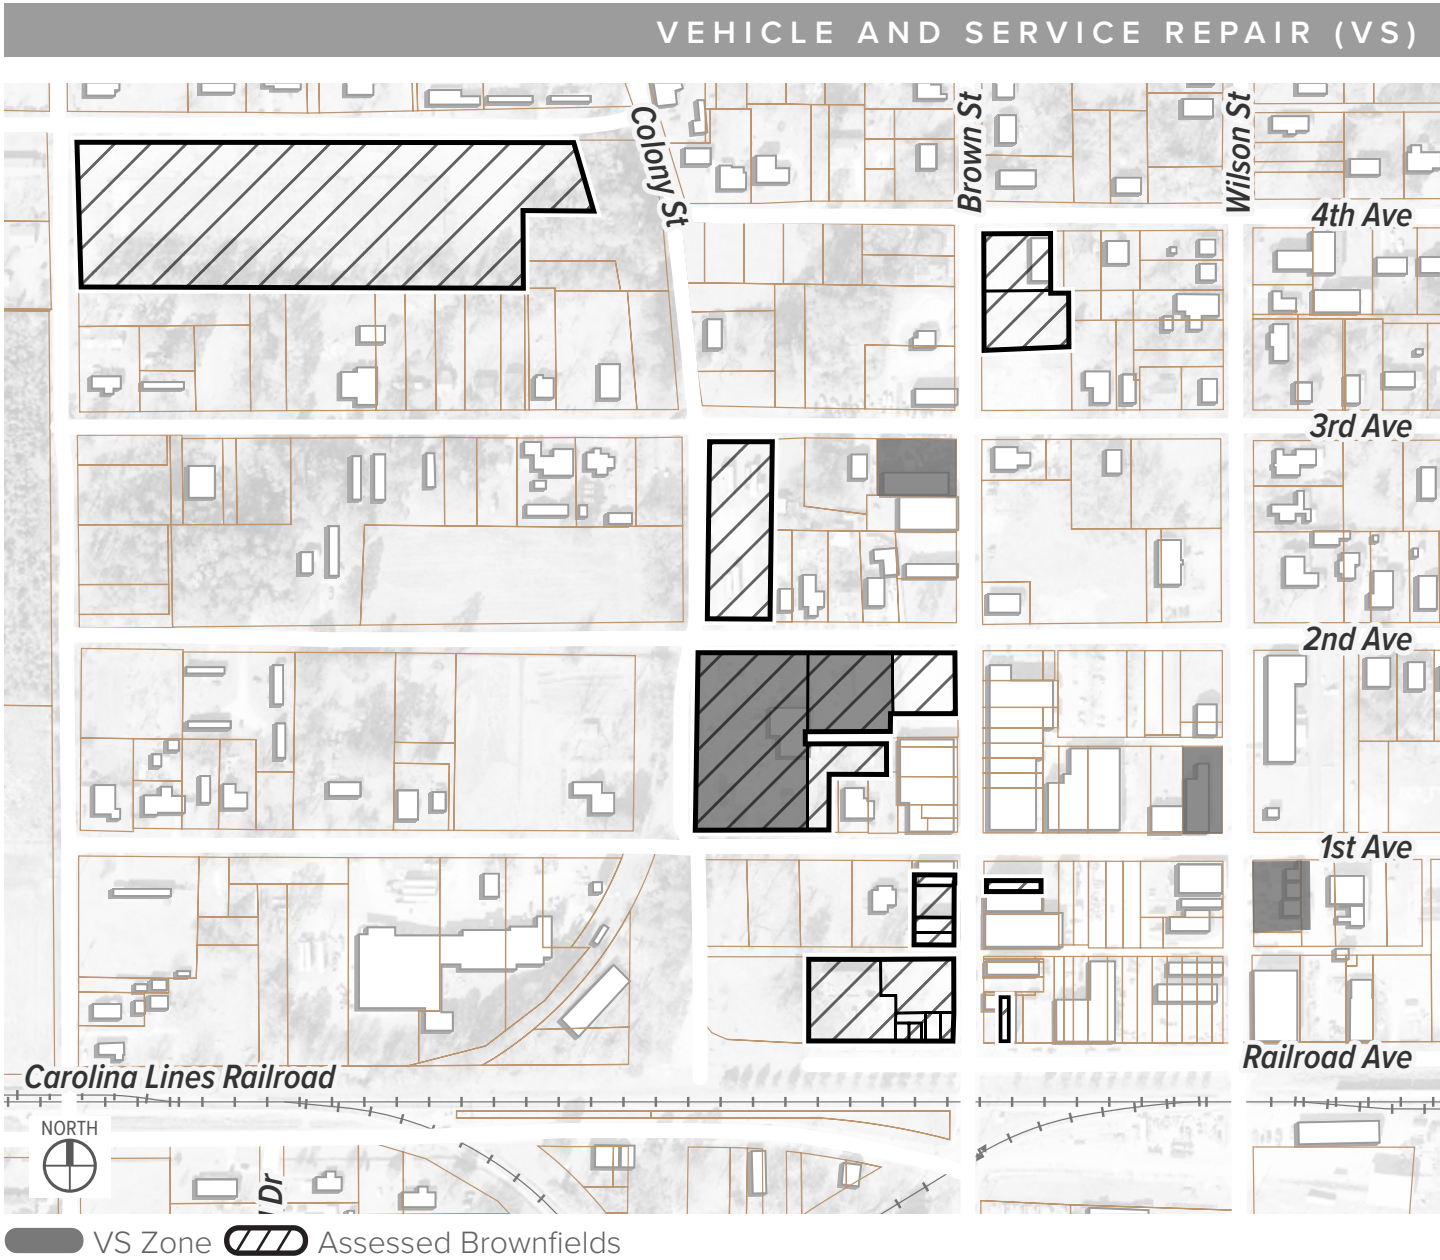 VEHICLE AND SERVICE REPAIR (VS)
Colony St
Brown St
Wilson St
4th Ave
3rd Ave
2nd Ave
1st Ave
Railroad Ave
Carolina Lines Railroad
NORTH
Dr
VS Zone
Assessed Brownfields